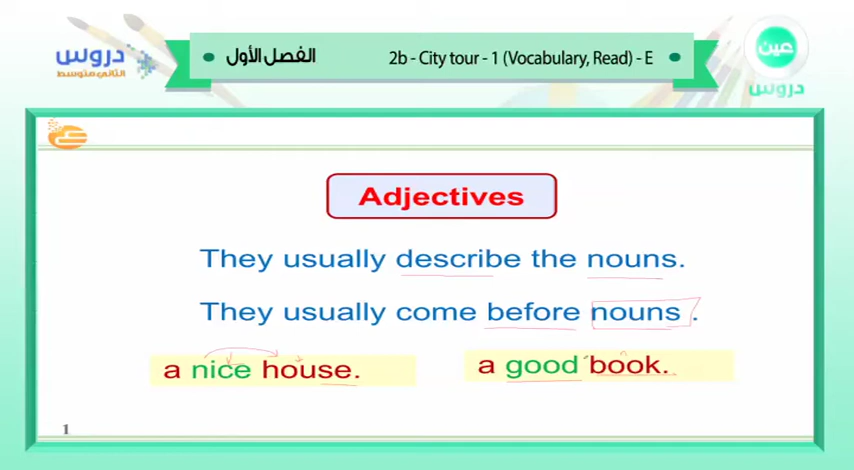 دروس
الثاني متوسط
الفصل الأول
2b - City tour - 1 (Vocabulary, Read) - E
عين
دروس
Adjectives
They usually describe the nouns.
They usually come before nouns .
a nice house.
a good book.
1